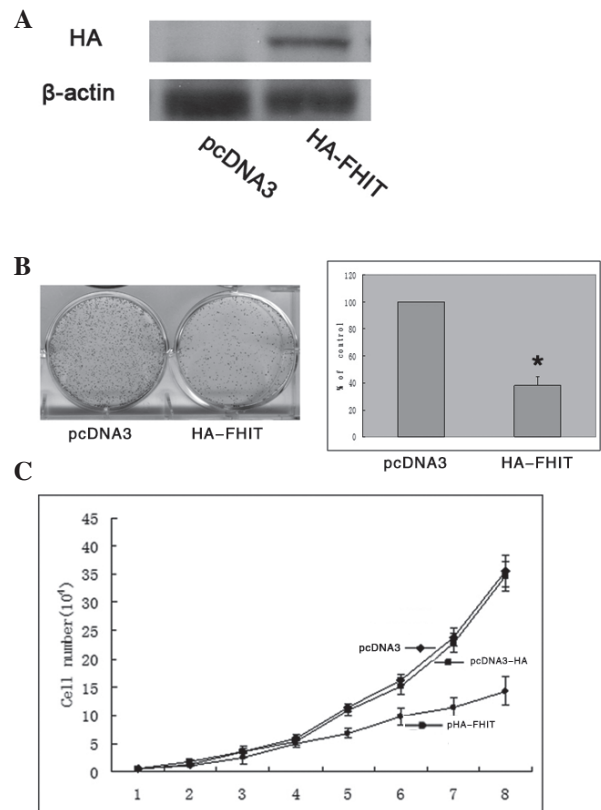 A
HA
β-actin
pcDNA3
HA-FHIT
B
pcDNA3
HA-FHIT
120
100
80
60
40
20
0
% of control
*
pcDNA3
HA-FHIT
C
45
40
35
30
25
20
15
10
5
0
Cell number(10⁴)
pcDNA3
pcDNA3-HA
pHA-FHIT
1 2 3 4 5 6 7 8